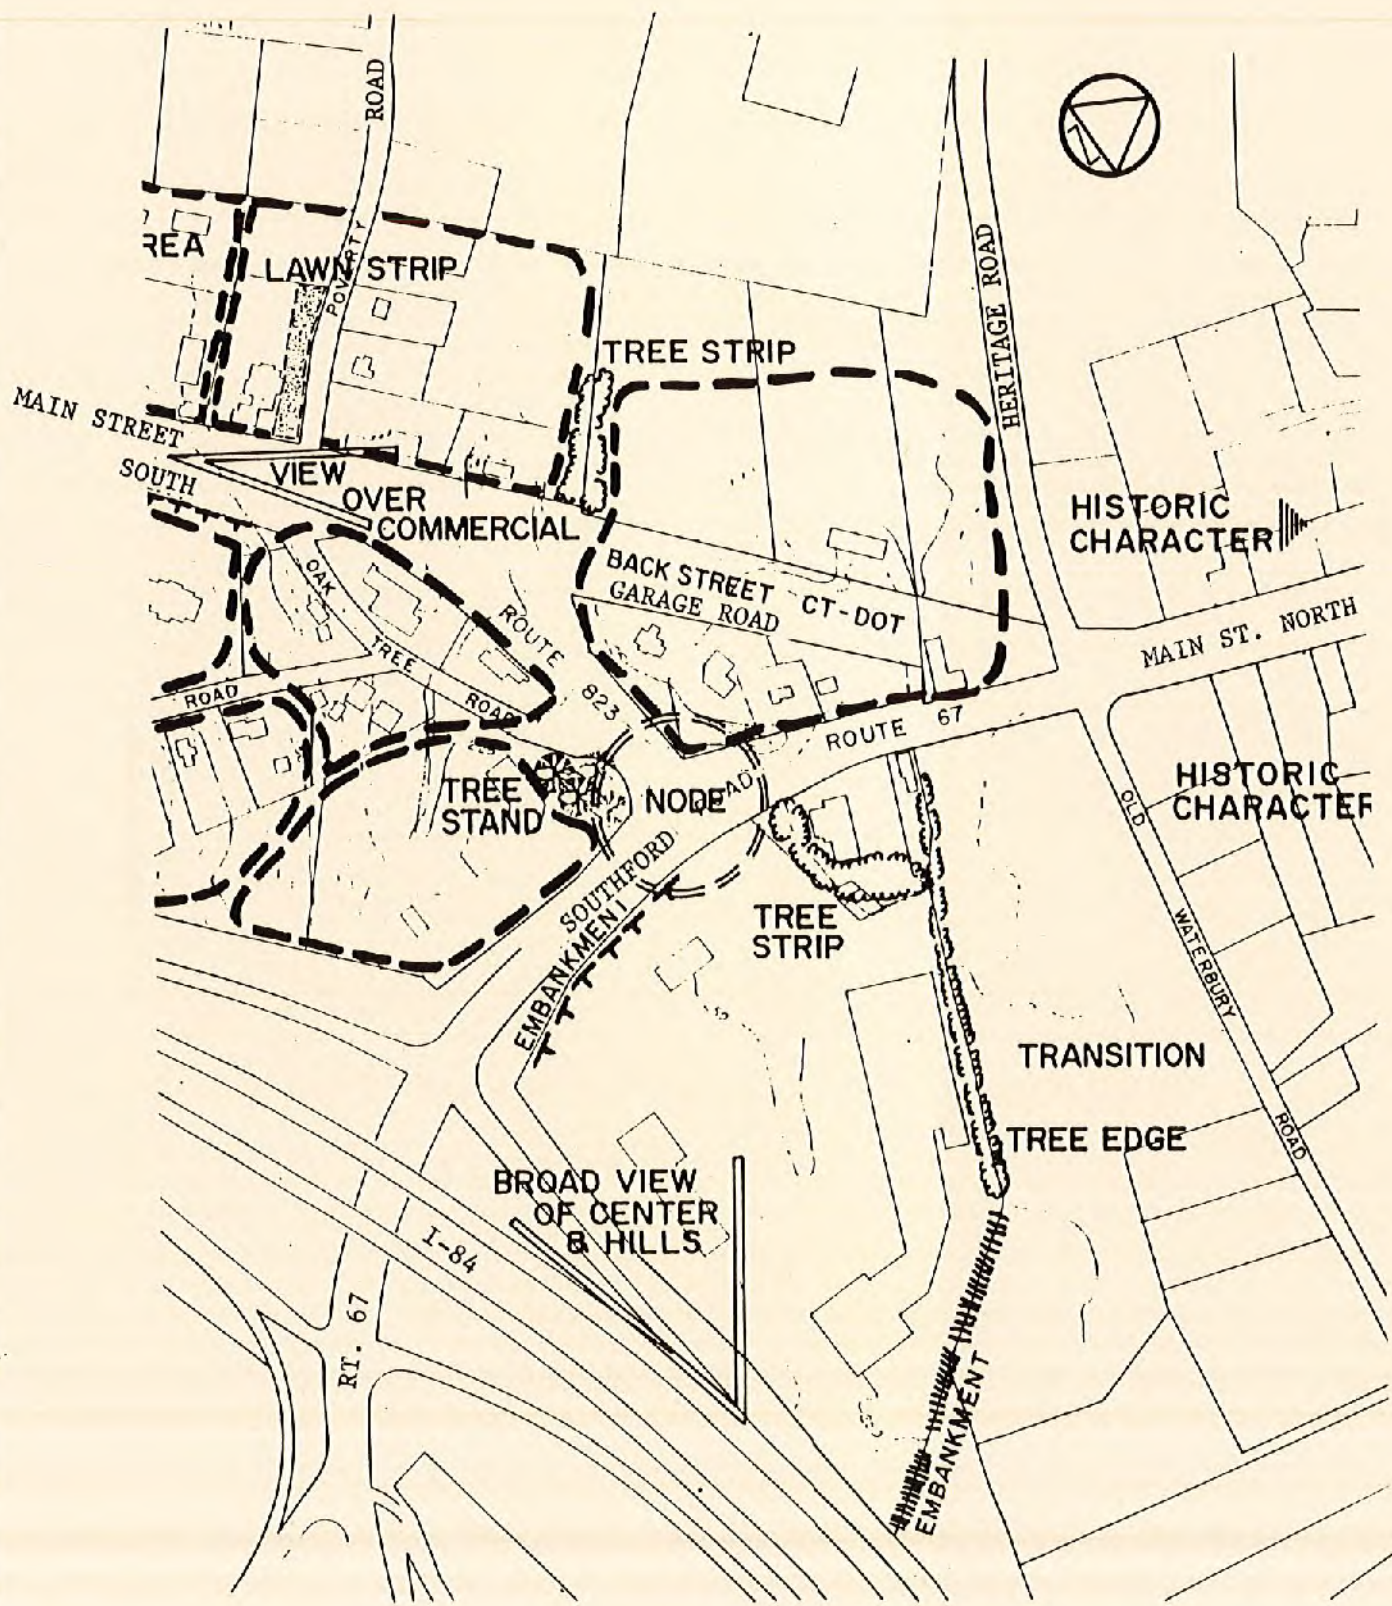 ROAD
POVERTY
REA
LAWN STRIP
HERITAGE ROAD
TREE STRIP
MAIN STREET
SOUTH
VIEW
OVER
COMMERCIAL
HISTORIC
CHARACTER
BACK STREET CT-DOT
GARAGE ROAD
OAK
TREE
ROAD
ROUTE
823
MAIN ST. NORTH
ROAD
ROUTE 67
TREE
STAND
NODE
ROAD
SOUTHFORD
HISTORIC
CHARACTER
OLD
WATERBURY
ROAD
TREE
STRIP
EMBANKMENT
TRANSITION
TREE EDGE
BROAD VIEW
OF CENTER
& HILLS
I-84
RT. 67
EMBANKMENT